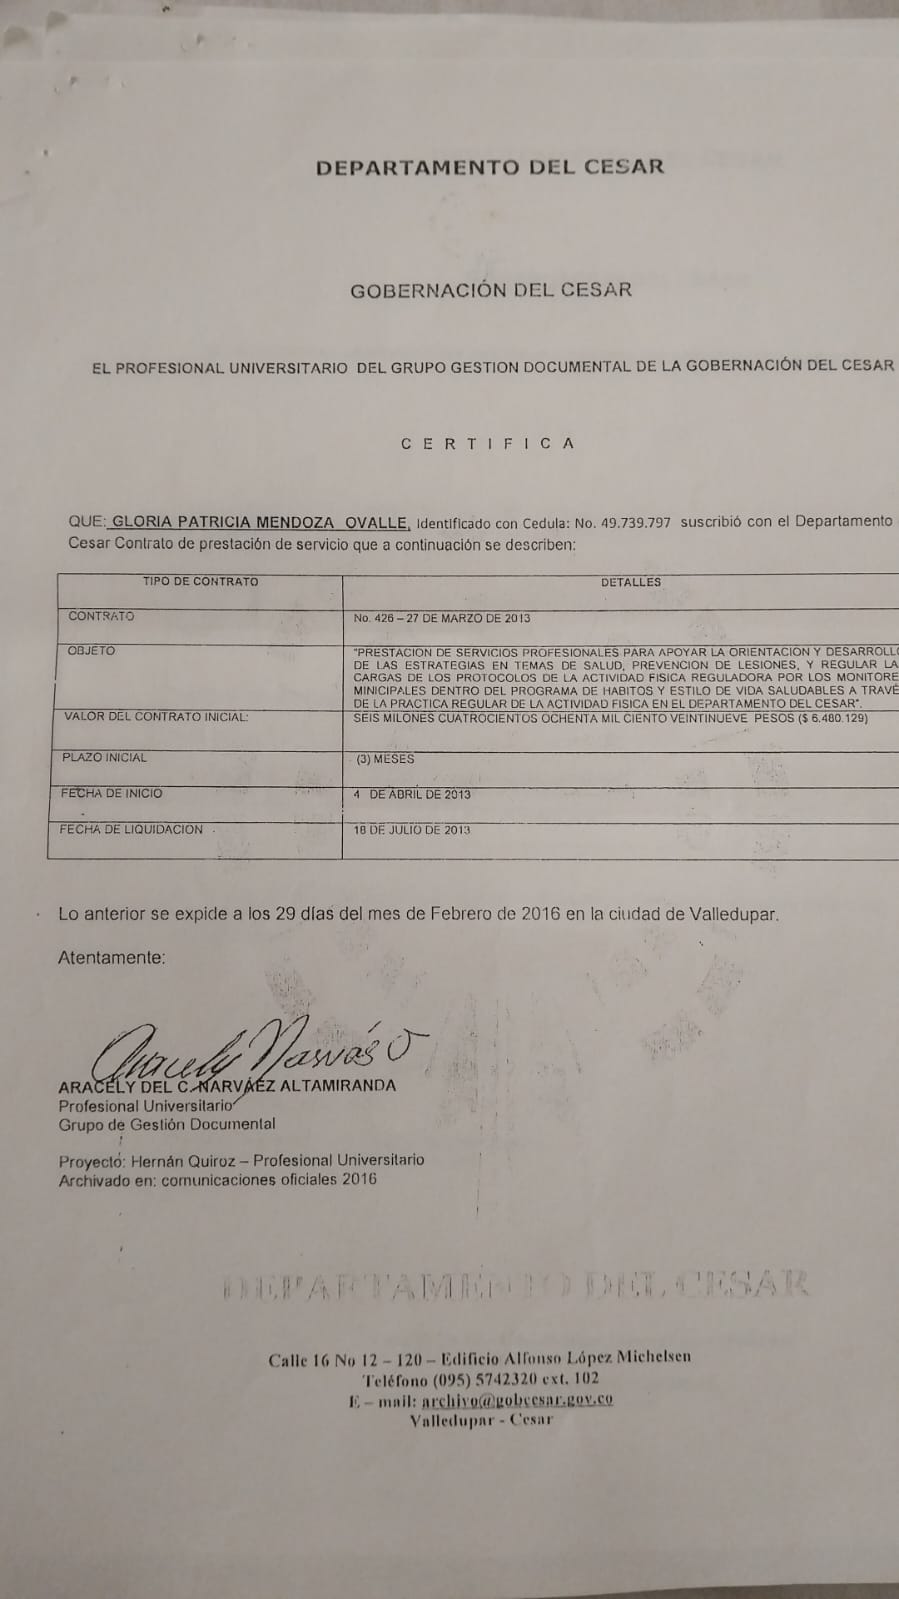 DEPARTAMENTO DEL CESAR
GOBERNACIÓN DEL CESAR
EL PROFESIONAL UNIVERSITARIO DEL GRUPO GESTION DOCUMENTAL DE LA GOBERNACIÓN DEL CESAR
C E R T I F I C A
QUE: GLORIA PATRICIA MENDOZA OVALLE, Identificado con Cedula: No. 49.739.797 suscribió con el Departamento
Cesar Contrato de prestación de servicio que a continuación se describen:
TIPO DE CONTRATO DETALLES
CONTRATO No. 426 – 27 DE MARZO DE 2013
OBJETO "PRESTACION DE SERVICIOS PROFESIONALES PARA APOYAR LA ORIENTACION Y DESARROLLO
DE LAS ESTRATEGIAS EN TEMAS DE SALUD, PREVENCION DE LESIONES, Y REGULAR LA
CARGAS DE LOS PROTOCOLOS DE LA ACTIVIDAD FISICA REGULADORA POR LOS MONITORE
MINICIPALES DENTRO DEL PROGRAMA DE HABITOS Y ESTILO DE VIDA SALUDABLES A TRAVÉ
DE LA PRACTICA REGULAR DE LA ACTIVIDAD FISICA EN EL DEPARTAMENTO DEL CESAR".
VALOR DEL CONTRATO INICIAL: SEIS MILONES CUATROCIENTOS OCHENTA MIL CIENTO VEINTINUEVE PESOS ($ 6.480.129)
PLAZO INICIAL (3) MESES
FECHA DE INICIO 4 DE ABRIL DE 2013
FECHA DE LIQUIDACION 18 DE JULIO DE 2013
Lo anterior se expide a los 29 días del mes de Febrero de 2016 en la ciudad de Valledupar.
Atentamente:
Aracely Narváez
ARACELY DEL C. NARVÁEZ ALTAMIRANDA
Profesional Universitario
Grupo de Gestión Documental
Proyectó: Hernán Quiroz – Profesional Universitario
Archivado en: comunicaciones oficiales 2016
DEPARTAMENTO DEL CESAR
Calle 16 No 12 – 120 – Edificio Alfonso López Michelsen
Teléfono (095) 5742320 ext. 102
E – mail: archivo@gobcesar.gov.co
Valledupar - Cesar